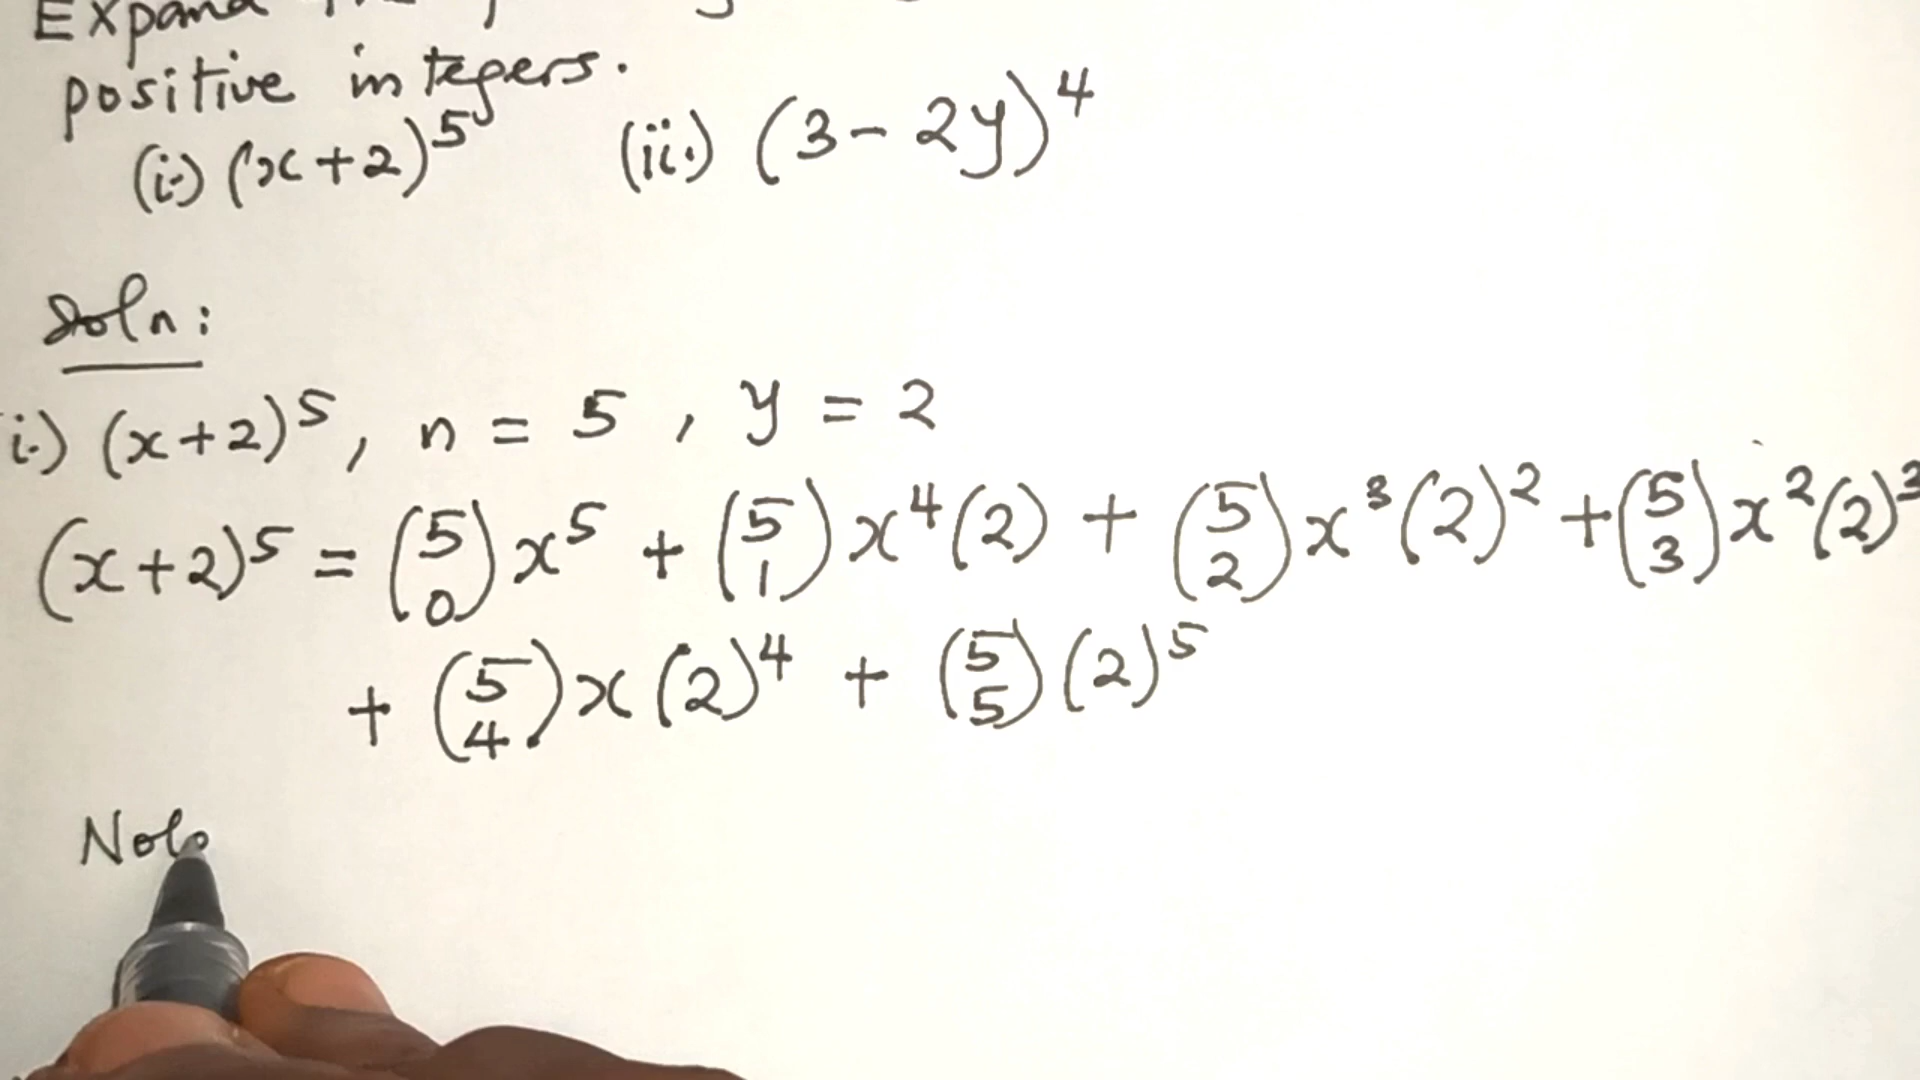 Expand the
positive integers.
(i.) (x+2)^5 (ii.) (3-2y)^4
Soln:
i.) (x+2)^5, n = 5, y = 2
(x+2)^5 = (5 0) x^5 + (5 1) x^4 (2) + (5 2) x^3 (2)^2 + (5 3) x^2 (2)^3
+ (5 4) x (2)^4 + (5 5) (2)^5